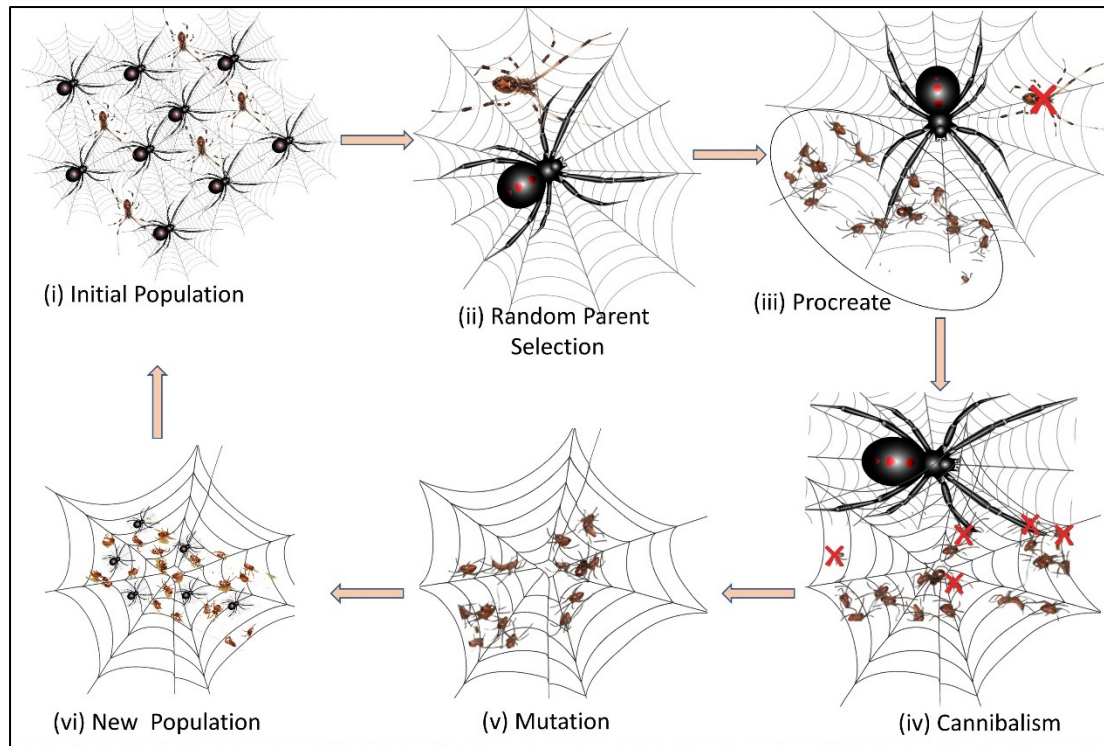 (i) Initial Population
(ii) Random Parent
Selection
(iii) Procreate
(iv) Cannibalism
(v) Mutation
(vi) New Population